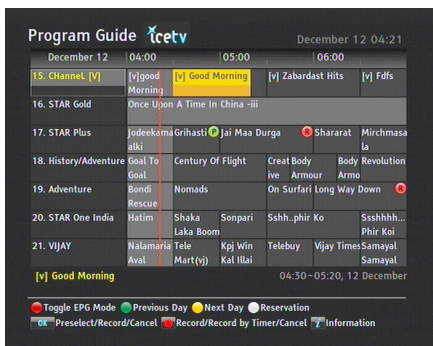 Program Guide icetv
December 12 04:21
December 12 04:00 05:00 06:00
15. CHanneL [V] [v]good Morning [v] Good Morning [v] Zabardast Hits [v] Fdfs
16. STAR Gold Once Upon A Time In China -iii
17. STAR Plus Jodeekama alki Grihasti P Jai Maa Durga R Shararat Mirchmasa la
18. History/Adventure Goal To Goal Century Of Flight Creat ive Body Armour Body Armo Revolution
19. Adventure Bondi Rescue Nomads On Surfari Long Way Down R
20. STAR One India Hatim Shaka Laka Boom Sonpari Sshh..phir Ko Ssshhhh... Phir Koi
21. VIJAY Nalamaria Aval Tele Mart(vj) Kpj Win Kal Illai Telebuy Vijay Times Samayal Samayal
[v] Good Morning 04:30~05:20, 12 December
Toggle EPG Mode Previous Day Next Day Reservation
OK Preselect/Record/Cancel Record/Record by Timer/Cancel i Information